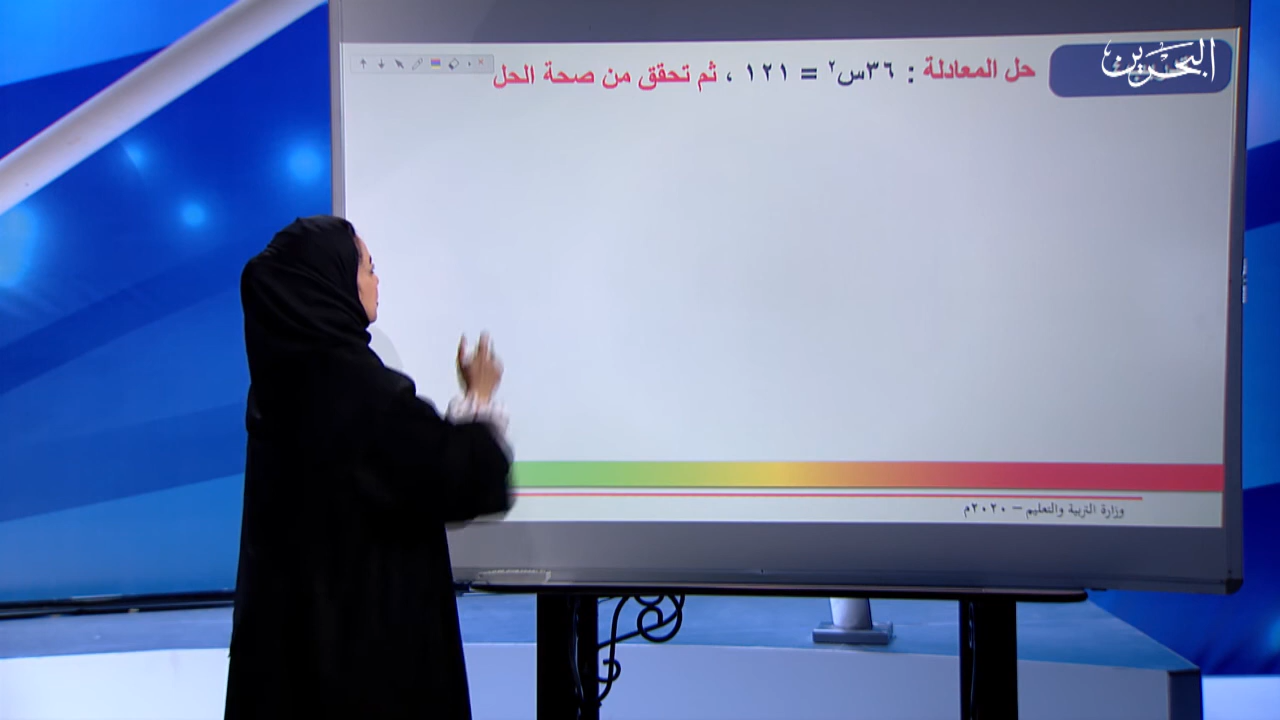 البحرين
حل المعادلة : ٣٦س٢ = ١٢١ ، ثم تحقق من صحة الحل
وزارة التربية والتعليم – ٢٠٢٠م